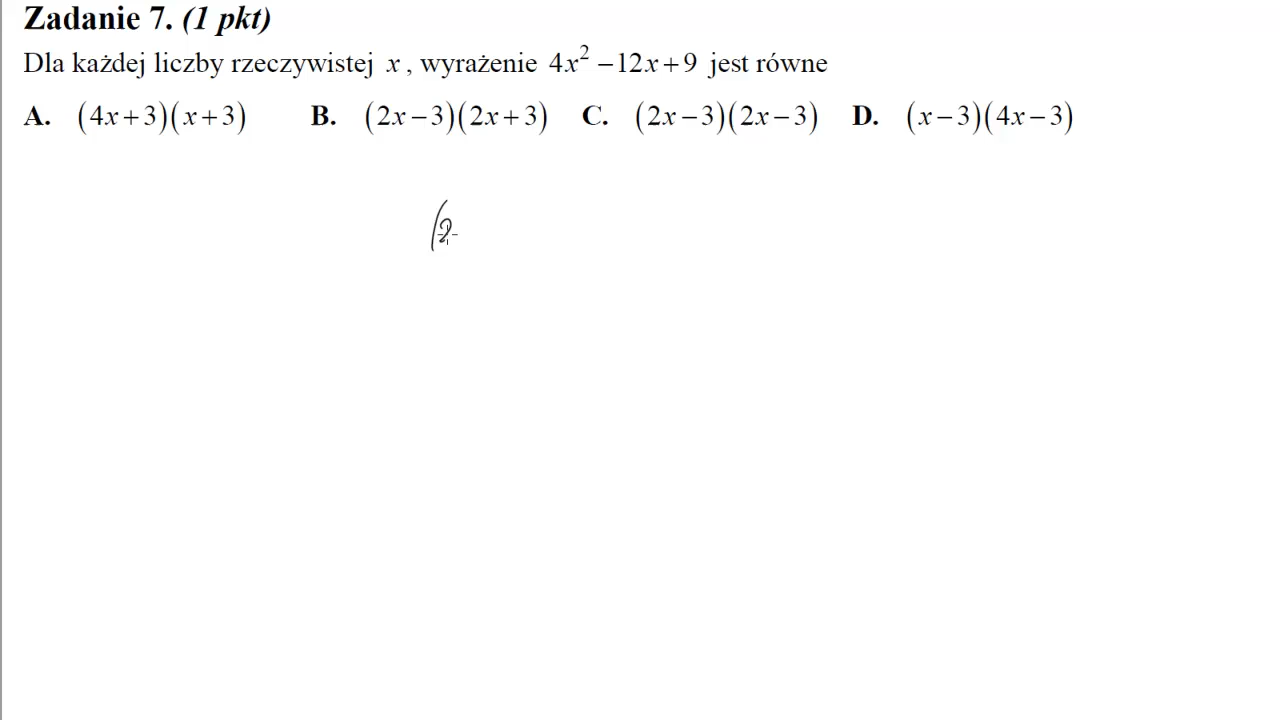 Zadanie 7. (1 pkt)
Dla każdej liczby rzeczywistej x, wyrażenie 4x² − 12x + 9 jest równe
A. (4x + 3)(x + 3) B. (2x − 3)(2x + 3) C. (2x − 3)(2x − 3) D. (x − 3)(4x − 3)
(2